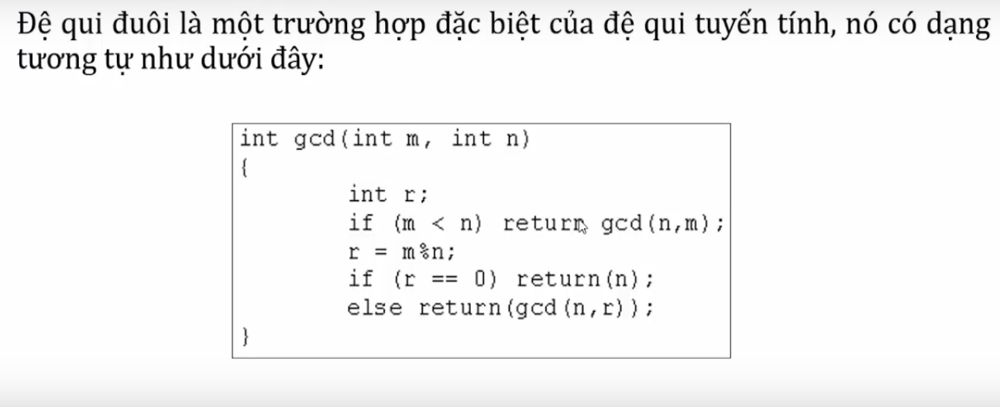 Đệ qui đuôi là một trường hợp đặc biệt của đệ qui tuyến tính, nó có dạng
tương tự như dưới đây:
int gcd(int m, int n)
{
int r;
if (m < n) return gcd(n,m);
r = m%n;
if (r == 0) return(n);
else return(gcd(n,r));
}